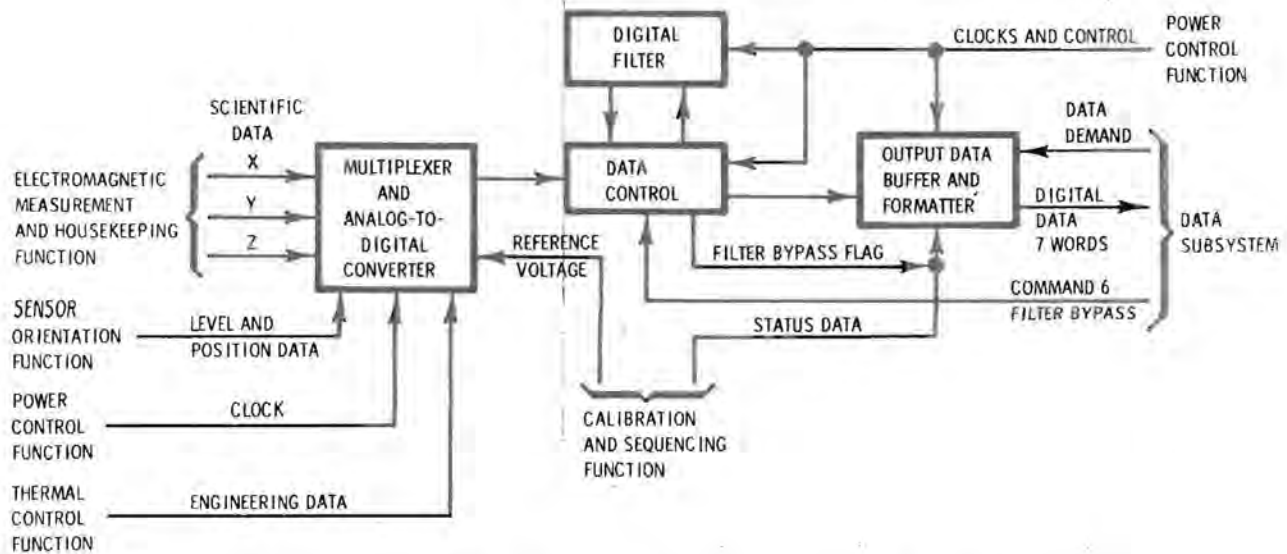 DIGITAL
FILTER
CLOCKS AND CONTROL
POWER
CONTROL
FUNCTION
SCIENTIFIC
DATA
X
Y
Z
ELECTROMAGNETIC
MEASUREMENT
AND HOUSEKEEPING
FUNCTION
MULTIPLEXER
AND
ANALOG-TO-
DIGITAL
CONVERTER
DATA
CONTROL
OUTPUT DATA
BUFFER AND
FORMATTER
DATA
DEMAND
DIGITAL
DATA
7 WORDS
DATA
SUBSYSTEM
REFERENCE
VOLTAGE
FILTER BYPASS FLAG
COMMAND 6
FILTER BYPASS
SENSOR
ORIENTATION
FUNCTION
LEVEL AND
POSITION DATA
STATUS DATA
POWER
CONTROL
FUNCTION
CLOCK
CALIBRATION
AND SEQUENCING
FUNCTION
THERMAL
CONTROL
FUNCTION
ENGINEERING DATA